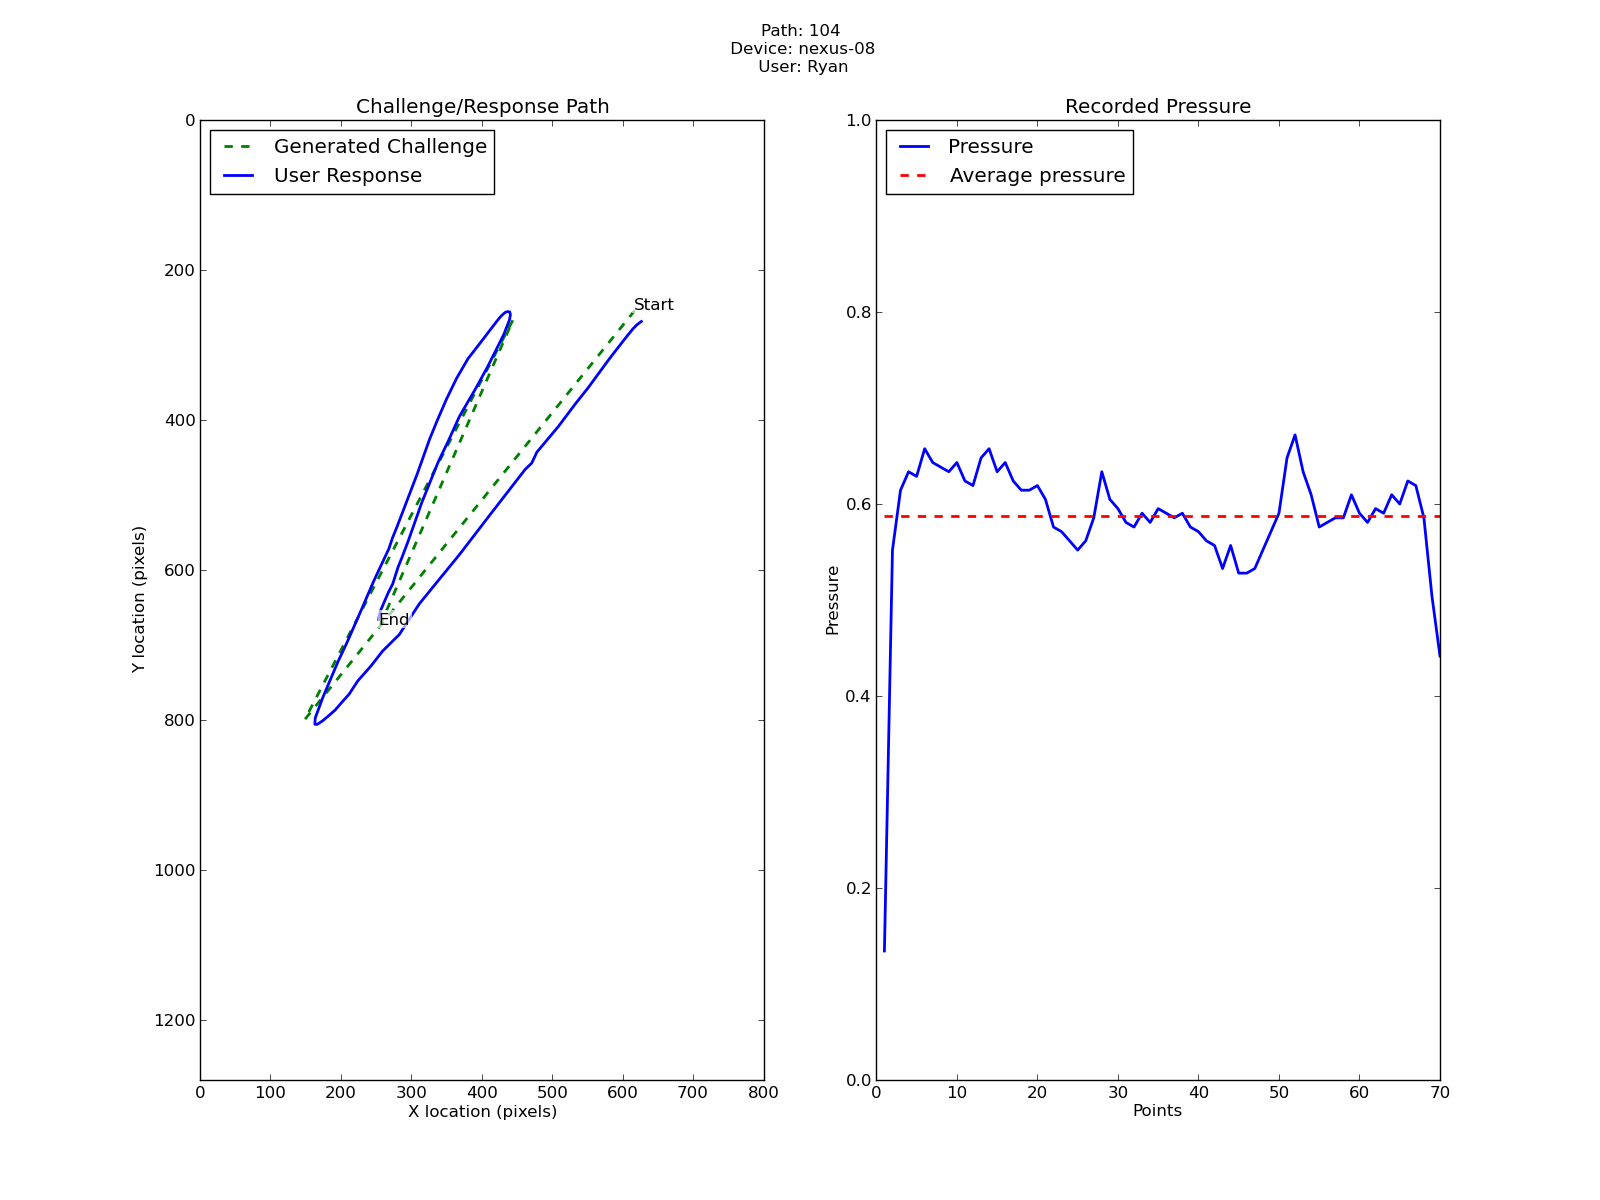 Path: 104
Device: nexus-08
User: Ryan
Challenge/Response Path
Generated Challenge
User Response
Start
End
0
200
400
600
800
1000
1200
Y location (pixels)
0 100 200 300 400 500 600 700 800
X location (pixels)
Recorded Pressure
Pressure
Average pressure
1.0
0.8
0.6
0.4
0.2
0.0
Pressure
0 10 20 30 40 50 60 70
Points